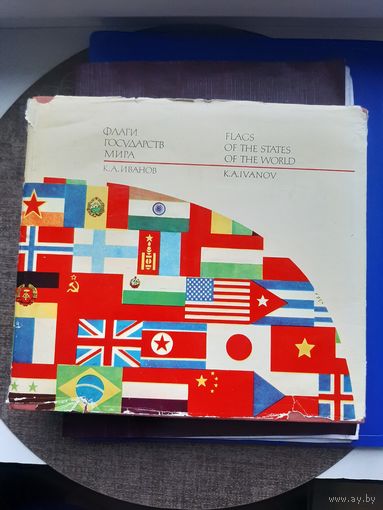 ФЛАГИ
ГОСУДАРСТВ
МИРА
К.А.ИВАНОВ
FLAGS
OF THE STATES
OF THE WORLD
K.A.IVANOV
www.ay.by